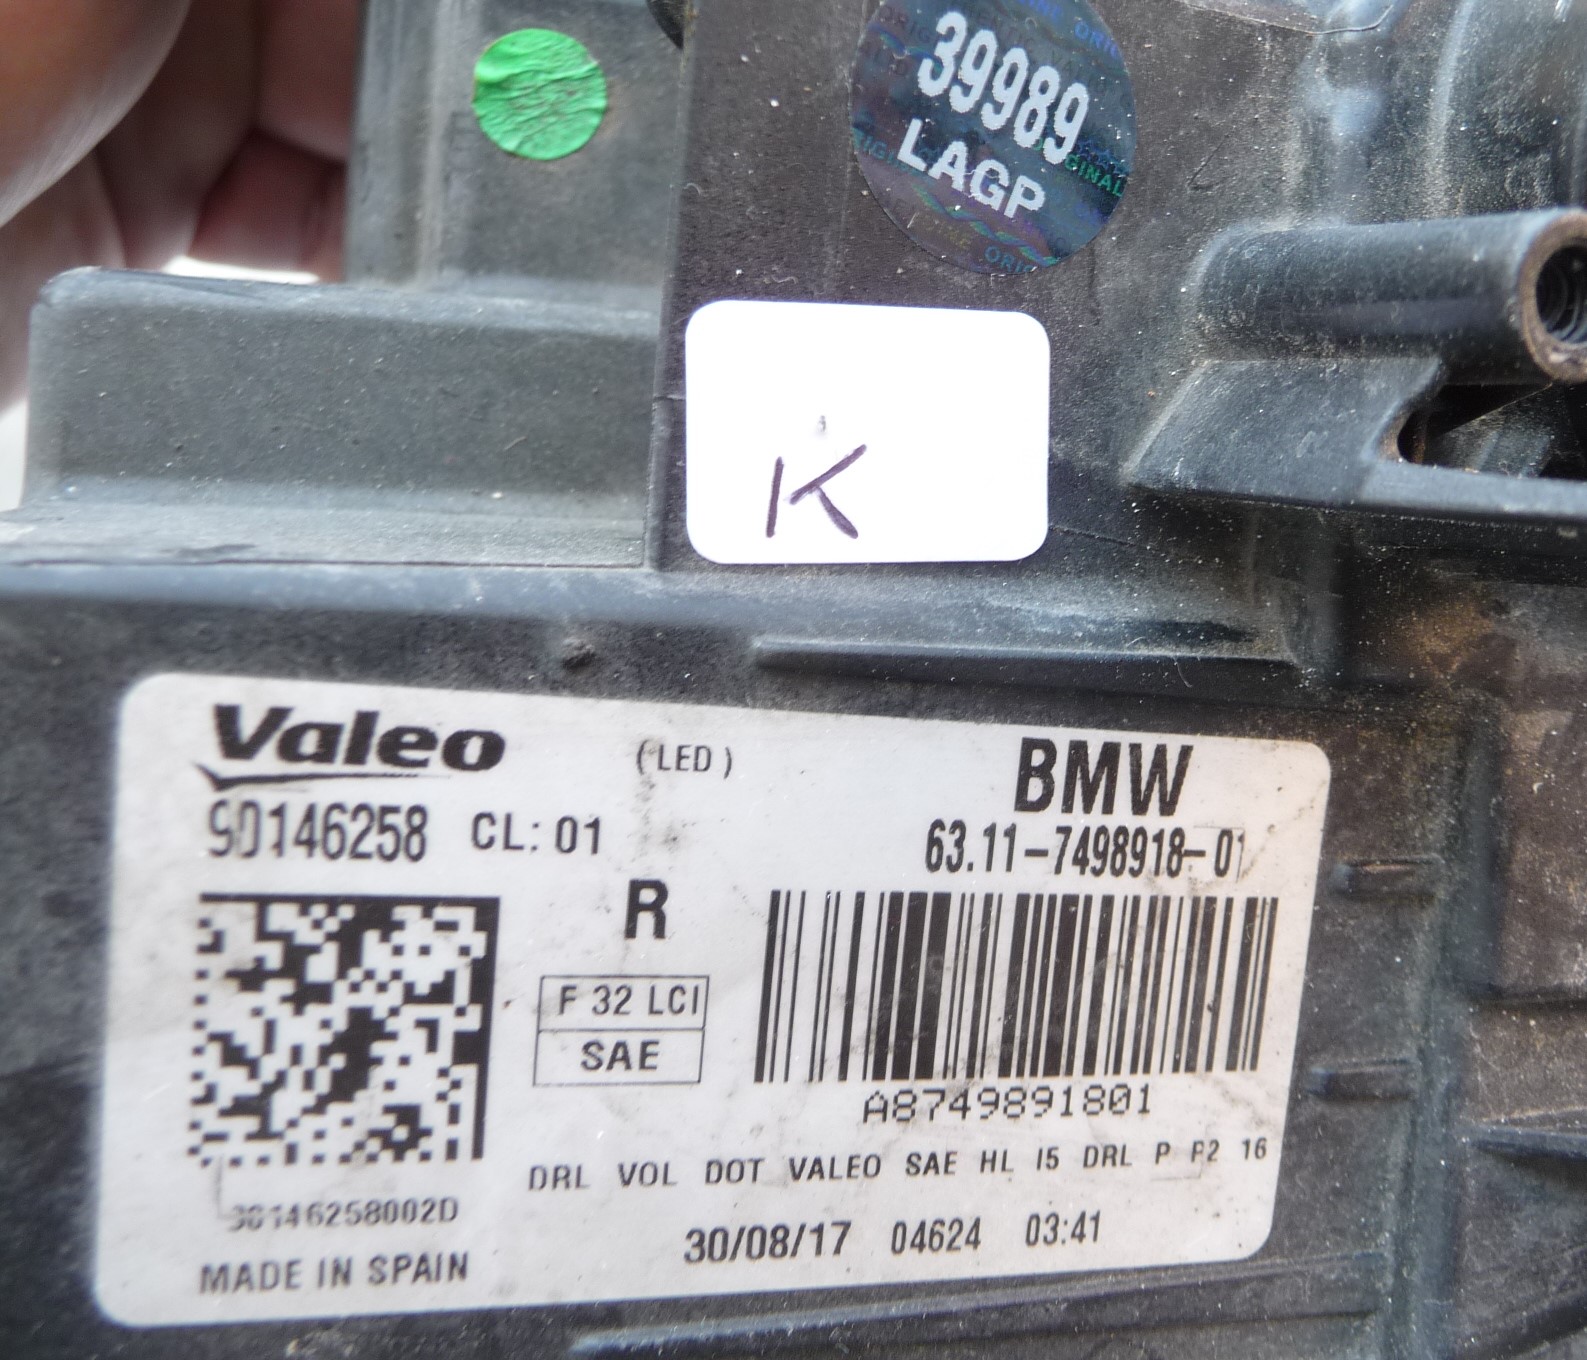 39989
LAGP
K
Valeo
(LED)
BMW
90146258 CL: 01
63.11-7498918-01
R
F 32 LCI
SAE
A8749891801
DRL VOL DOT VALEO SAE HL I5 DRL P P2 16
90146258002D
30/08/17 04624 03:41
MADE IN SPAIN